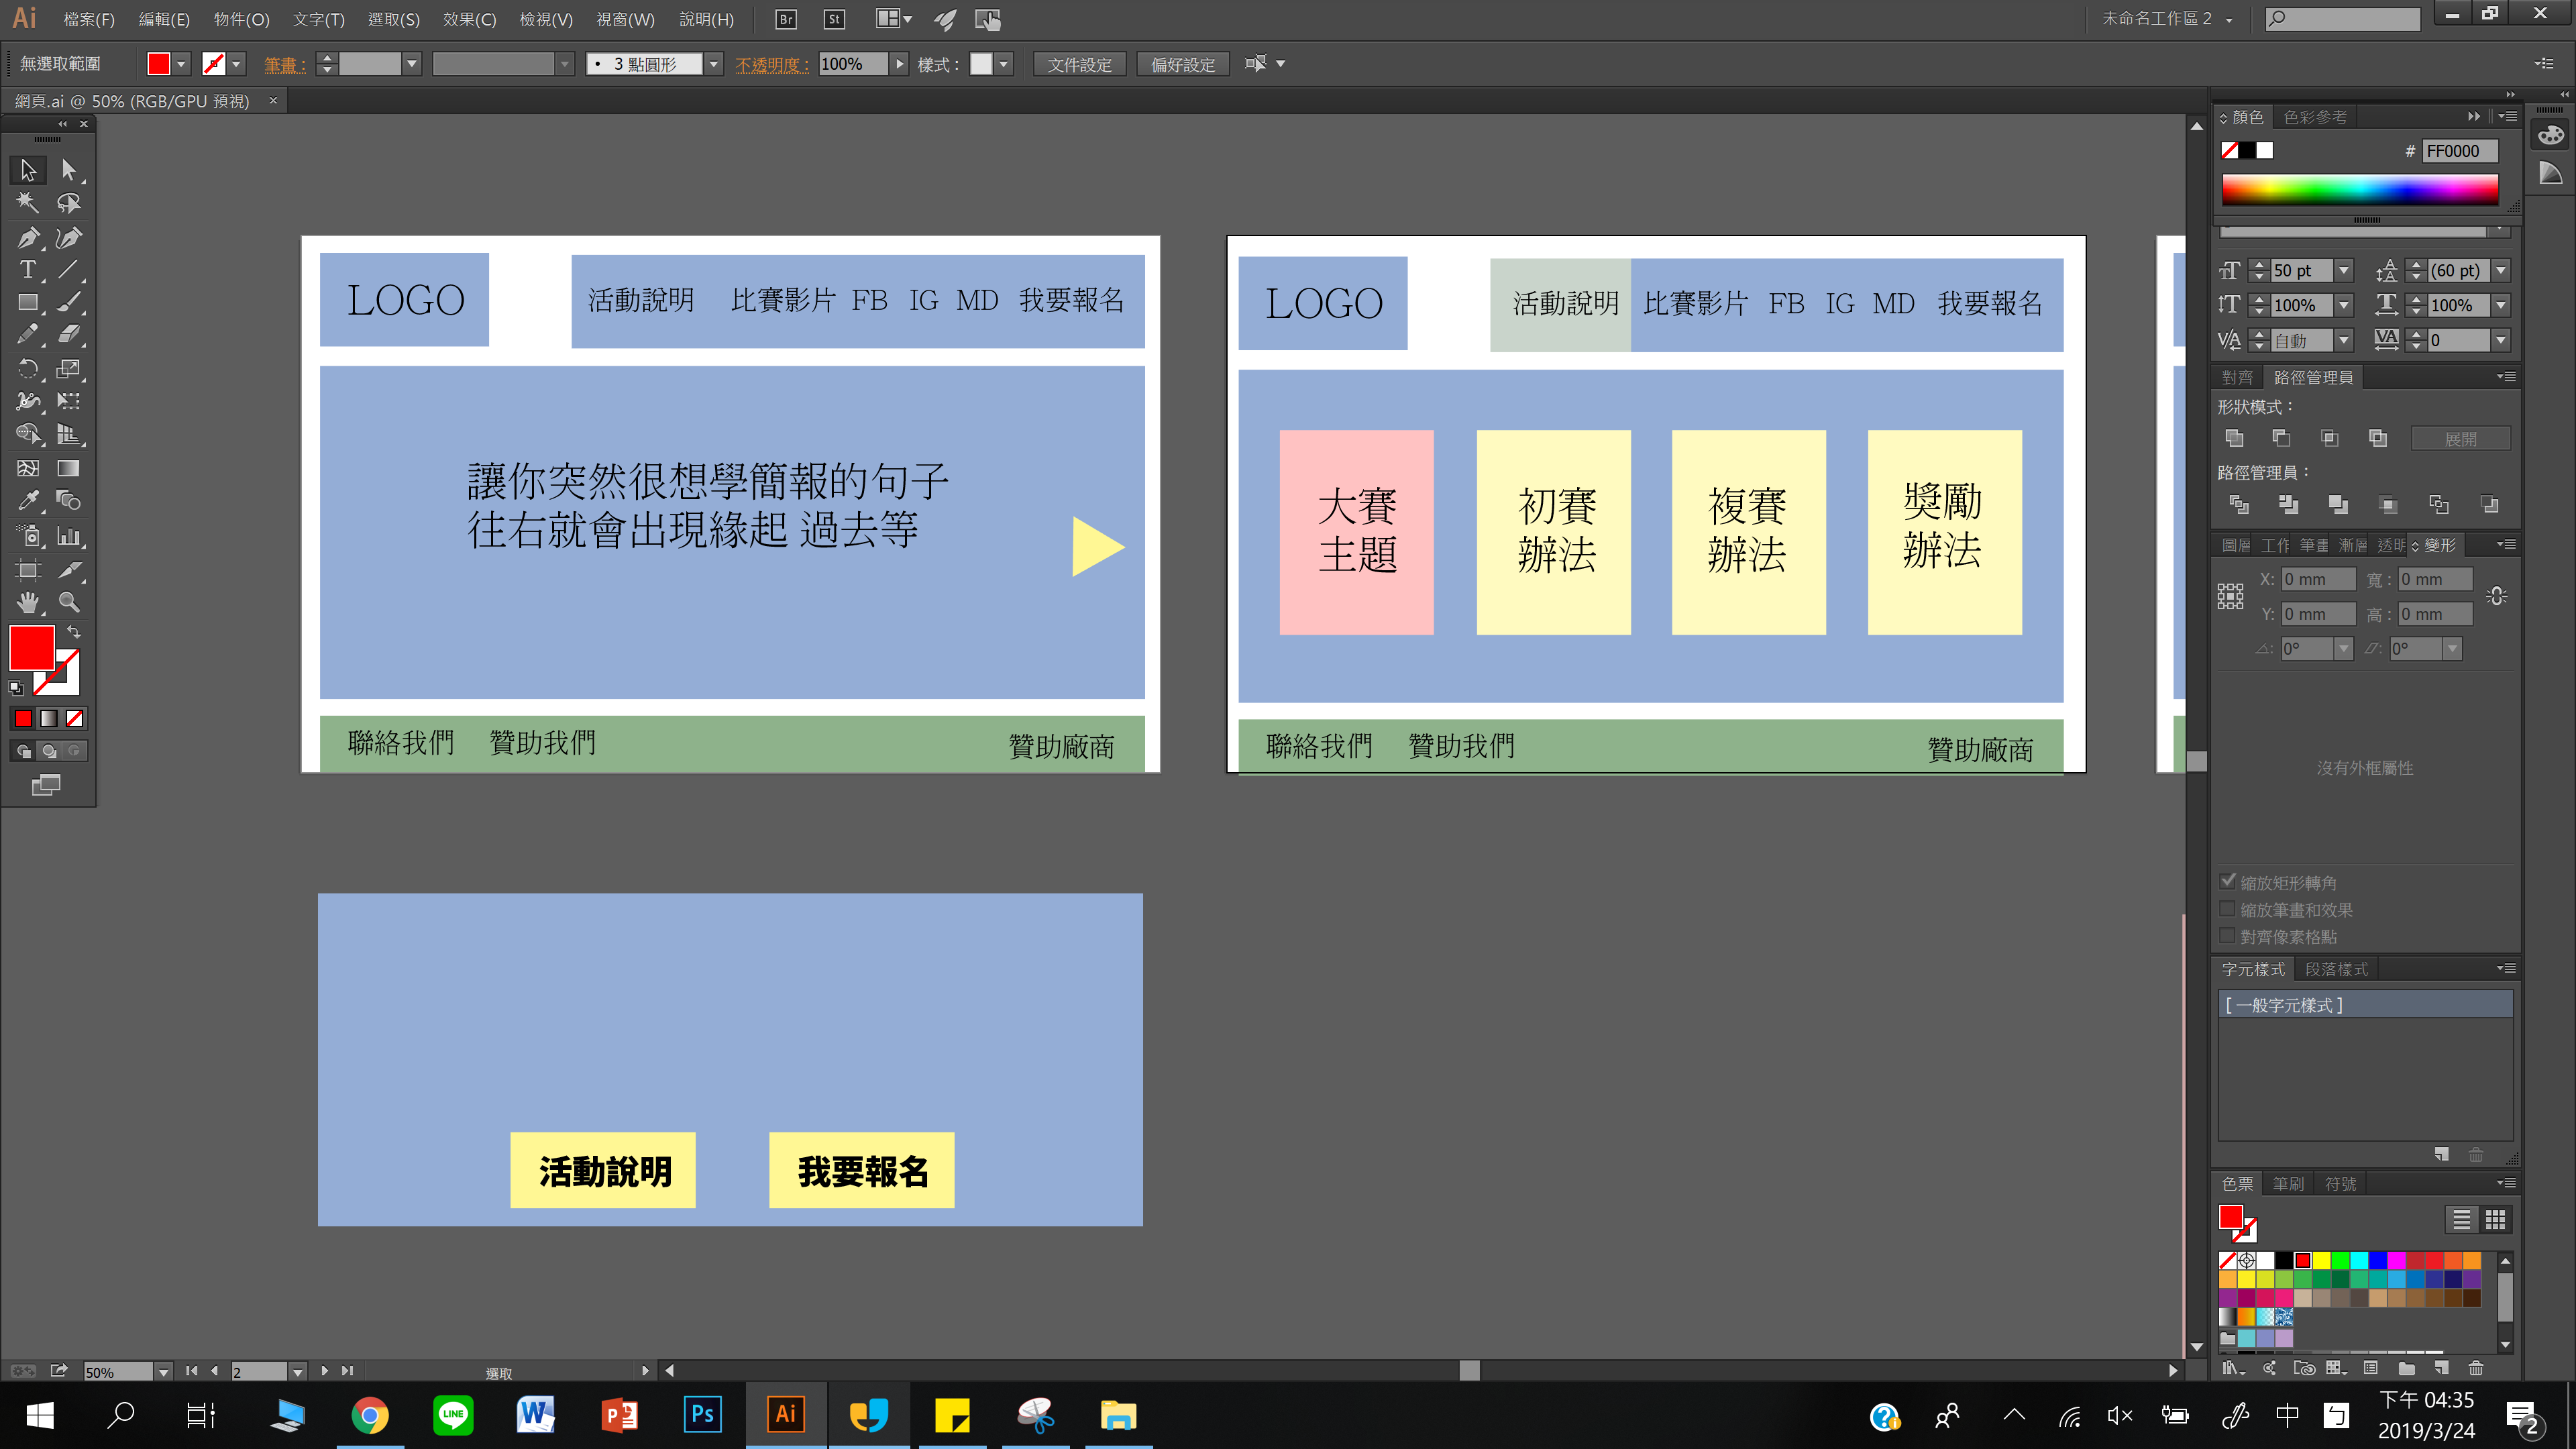 Ai 檔案(F) 編輯(E) 物件(O) 文字(T) 選取(S) 效果(C) 檢視(V) 視窗(W) 說明(H) Br St 未命名工作區 2
無選取範圍 筆畫： 3 點圓形 不透明度： 100% 樣式： 文件設定 偏好設定
網頁.ai @ 50% (RGB/GPU 預視)
顏色 色彩參考
# FF0000
50 pt (60 pt)
100% 100%
自動 0
對齊 路徑管理員
形狀模式：
展開
路徑管理員：
圖層 工作 筆畫 漸層 透明 變形
X: 0 mm 寬： 0 mm
Y: 0 mm 高： 0 mm
0° 0°
沒有外框屬性
縮放矩形轉角
縮放筆畫和效果
對齊像素格點
字元樣式 段落樣式
[ 一般字元樣式 ]
色票 筆刷 符號
LOGO 活動說明 比賽影片 FB IG MD 我要報名
讓你突然很想學簡報的句子
往右就會出現緣起 過去等
聯絡我們 贊助我們 贊助廠商
LOGO 活動說明 比賽影片 FB IG MD 我要報名
大賽
主題
初賽
辦法
複賽
辦法
獎勵
辦法
聯絡我們 贊助我們 贊助廠商
活動說明 我要報名
50% 2 選取
LINE W P Ps Ai 中 ㄅ
下午 04:35
2019/3/24
2